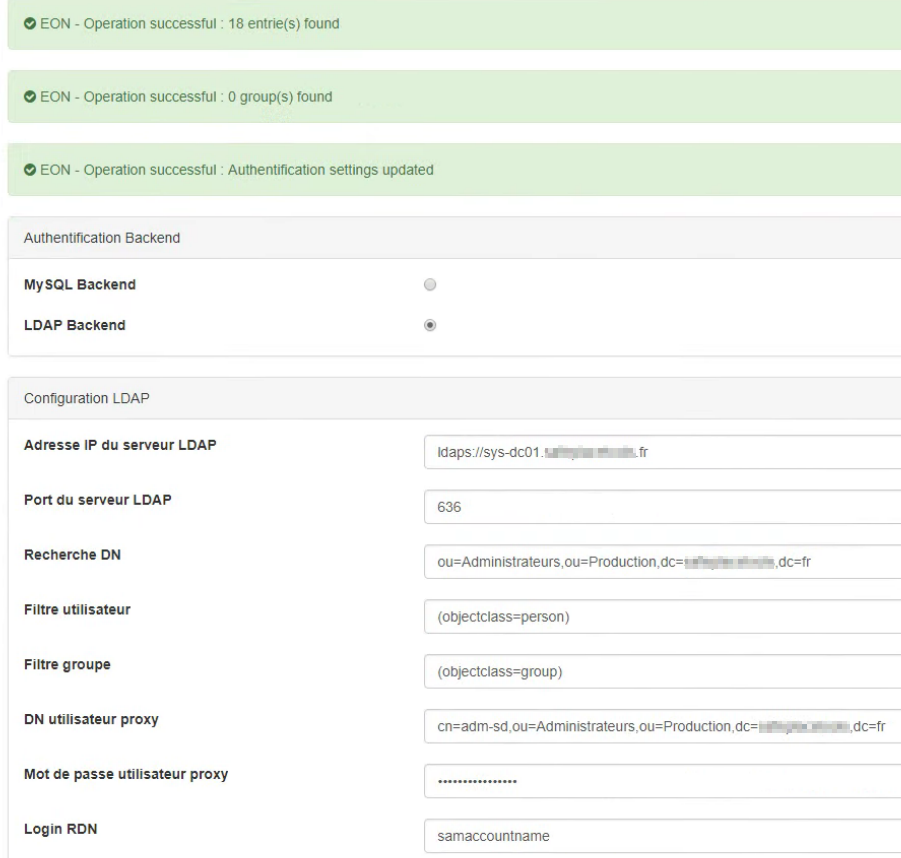 EON - Operation successful : 18 entrie(s) found
EON - Operation successful : 0 group(s) found
EON - Operation successful : Authentification settings updated
Authentification Backend
MySQL Backend
LDAP Backend
Configuration LDAP
Adresse IP du serveur LDAP
ldaps://sys-dc01. .fr
Port du serveur LDAP
636
Recherche DN
ou=Administrateurs,ou=Production,dc= ,dc=fr
Filtre utilisateur
(objectclass=person)
Filtre groupe
(objectclass=group)
DN utilisateur proxy
cn=adm-sd,ou=Administrateurs,ou=Production,dc= ,dc=fr
Mot de passe utilisateur proxy
••••••••••••••••
Login RDN
samaccountname